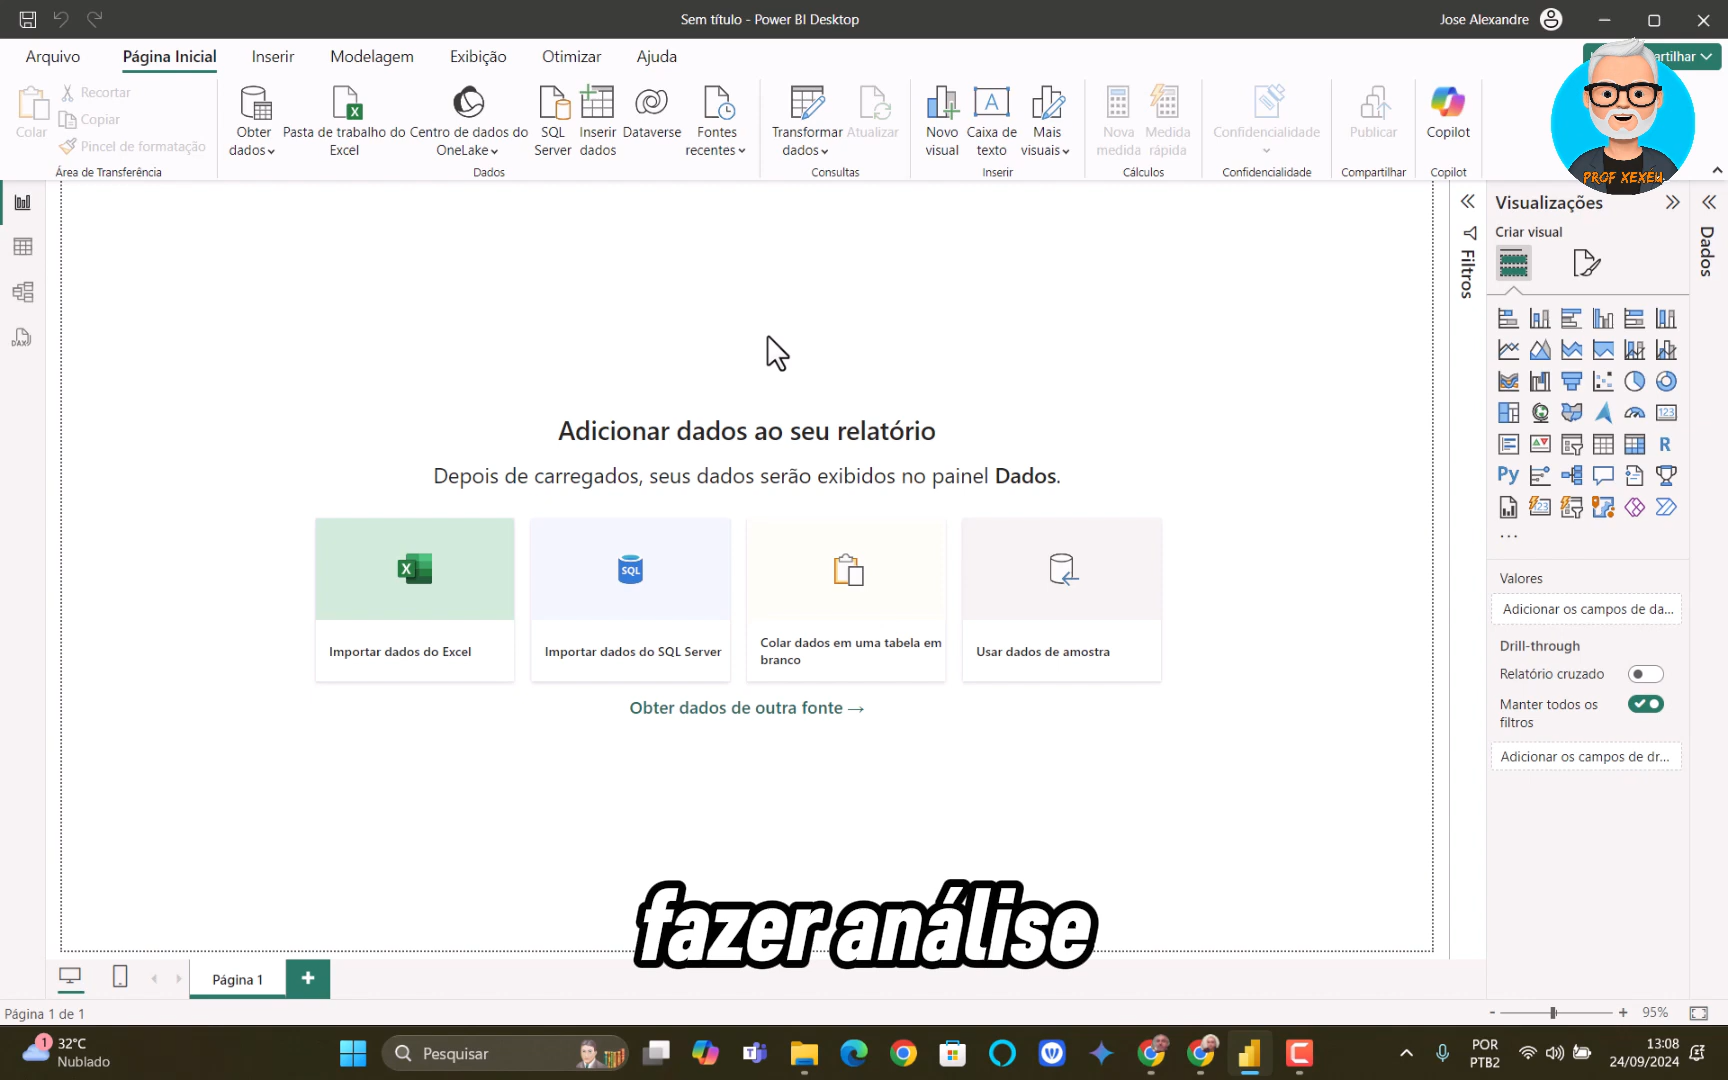 Sem título - Power BI Desktop
Jose Alexandre
Arquivo
Página Inicial
Inserir
Modelagem
Exibição
Otimizar
Ajuda
artilhar
Colar
Recortar
Copiar
Pincel de formatação
Obter
dados
Pasta de trabalho do
Excel
Centro de dados do
OneLake
SQL
Server
Inserir
dados
Dataverse
Fontes
recentes
Transformar
dados
Atualizar
Novo
visual
Caixa de
texto
Mais
visuais
Nova
medida
Medida
rápida
Confidencialidade
Publicar
Copilot
Área de Transferência
Dados
Consultas
Inserir
Cálculos
Confidencialidade
Compartilhar
Copilot
PROF XEXEU
DAX
Filtros
Visualizações
Dados
Criar visual
123
R
Py
123
...
Valores
Adicionar os campos de da...
Drill-through
Relatório cruzado
Manter todos os
filtros
Adicionar os campos de dr...
Adicionar dados ao seu relatório
Depois de carregados, seus dados serão exibidos no painel Dados.
X
SQL
Importar dados do Excel
Importar dados do SQL Server
Colar dados em uma tabela em
branco
Usar dados de amostra
Obter dados de outra fonte →
fazer análise
Página 1
+
Página 1 de 1
- + 95%
1
32°C
Nublado
Pesquisar
POR
PTB2
13:08
24/09/2024